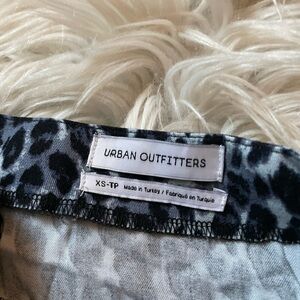 URBAN OUTFITTERS
XS-TP Made in Turkey / Fabriqué en Turquie